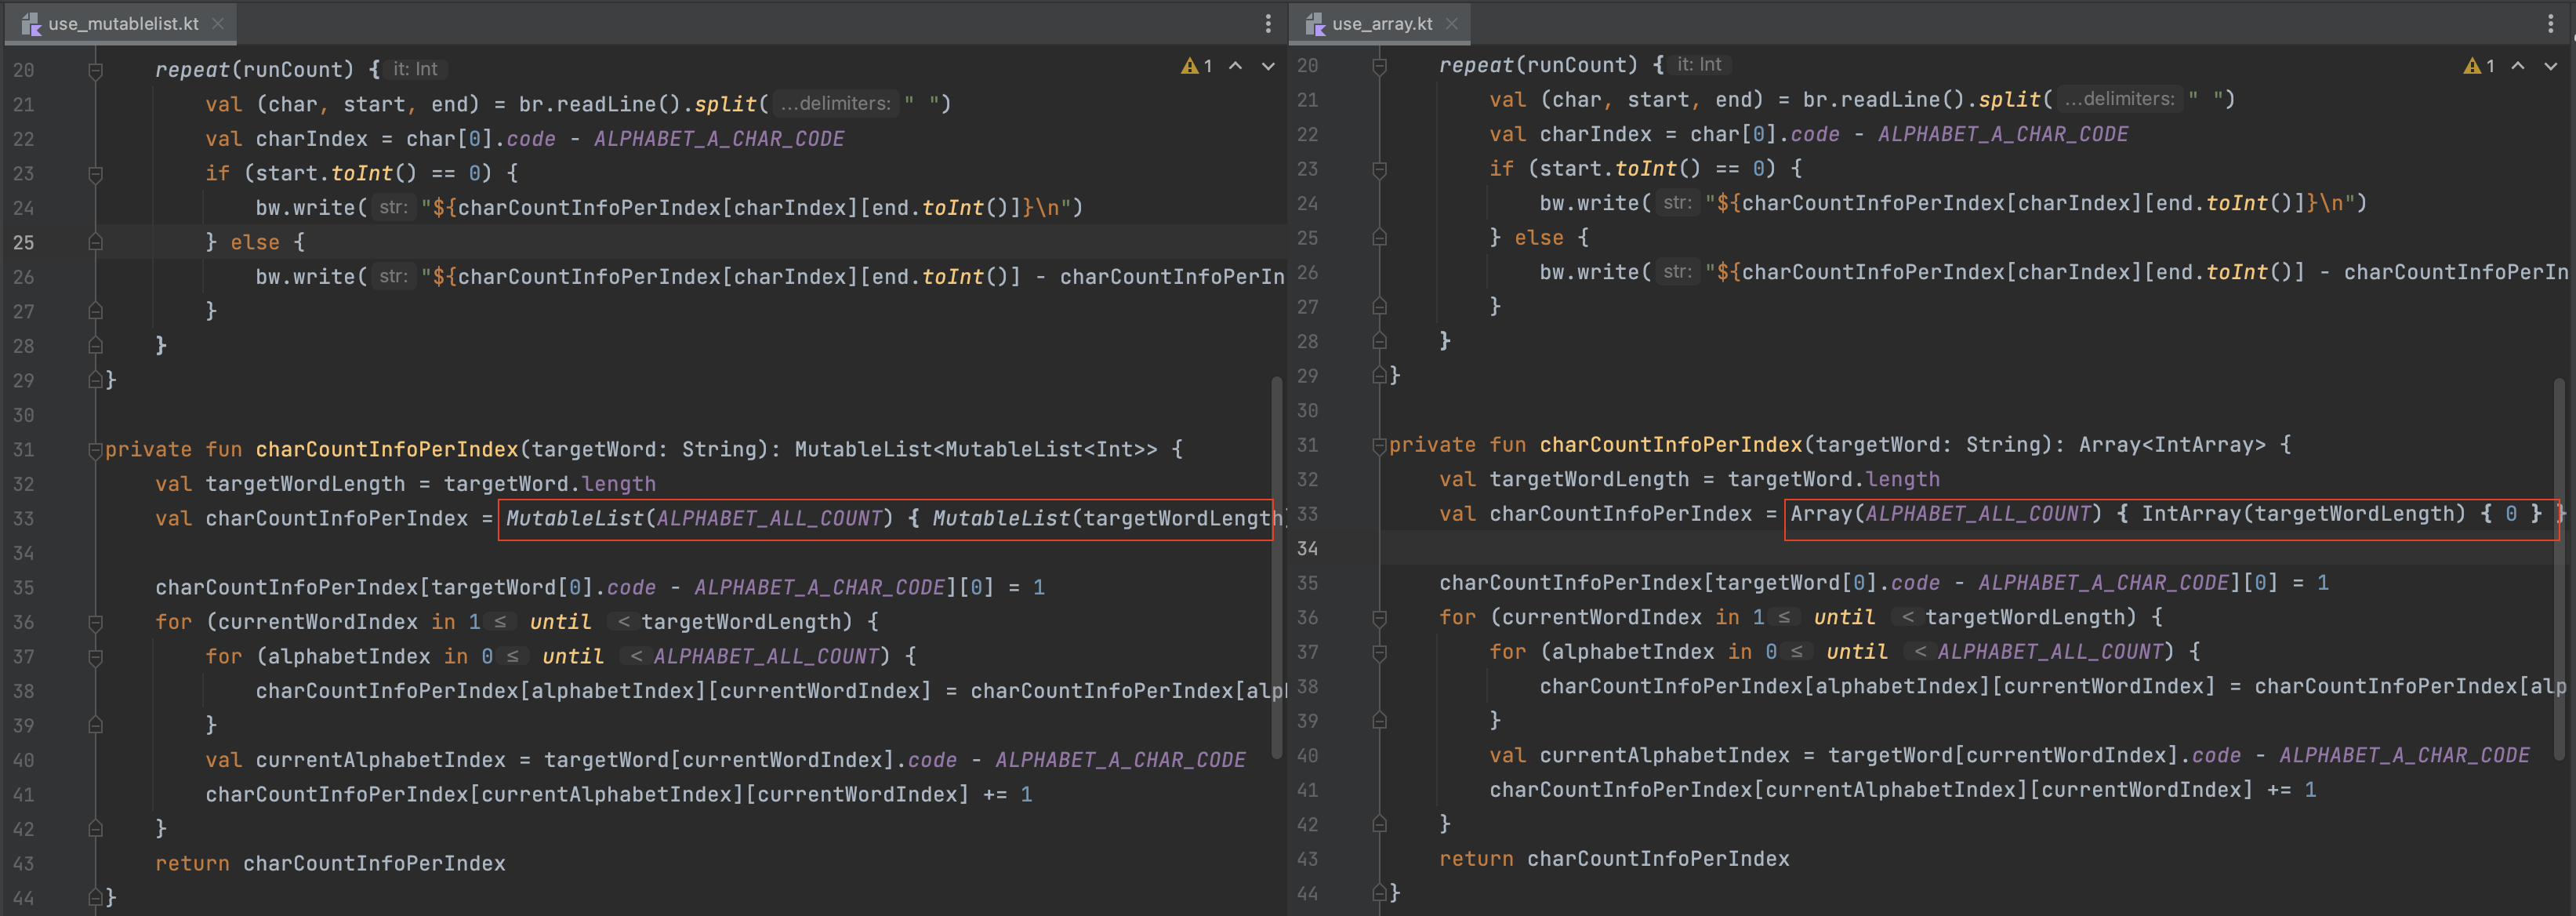 use_mutablelist.kt
1
20 repeat(runCount) { it: Int
21 val (char, start, end) = br.readLine().split( ...delimiters: " ")
22 val charIndex = char[0].code - ALPHABET_A_CHAR_CODE
23 if (start.toInt() == 0) {
24 bw.write( str: "${charCountInfoPerIndex[charIndex][end.toInt()]}\n")
25 } else {
26 bw.write( str: "${charCountInfoPerIndex[charIndex][end.toInt()] - charCountInfoPerIn
27 }
28 }
29 }
30
31 private fun charCountInfoPerIndex(targetWord: String): MutableList<MutableList<Int>> {
32 val targetWordLength = targetWord.length
33 val charCountInfoPerIndex = MutableList(ALPHABET_ALL_COUNT) { MutableList(targetWordLength
34
35 charCountInfoPerIndex[targetWord[0].code - ALPHABET_A_CHAR_CODE][0] = 1
36 for (currentWordIndex in 1 ≤ until < targetWordLength) {
37 for (alphabetIndex in 0 ≤ until < ALPHABET_ALL_COUNT) {
38 charCountInfoPerIndex[alphabetIndex][currentWordIndex] = charCountInfoPerIndex[alp
39 }
40 val currentAlphabetIndex = targetWord[currentWordIndex].code - ALPHABET_A_CHAR_CODE
41 charCountInfoPerIndex[currentAlphabetIndex][currentWordIndex] += 1
42 }
43 return charCountInfoPerIndex
44 }
use_array.kt
1
20 repeat(runCount) { it: Int
21 val (char, start, end) = br.readLine().split( ...delimiters: " ")
22 val charIndex = char[0].code - ALPHABET_A_CHAR_CODE
23 if (start.toInt() == 0) {
24 bw.write( str: "${charCountInfoPerIndex[charIndex][end.toInt()]}\n")
25 } else {
26 bw.write( str: "${charCountInfoPerIndex[charIndex][end.toInt()] - charCountInfoPerIn
27 }
28 }
29 }
30
31 private fun charCountInfoPerIndex(targetWord: String): Array<IntArray> {
32 val targetWordLength = targetWord.length
33 val charCountInfoPerIndex = Array(ALPHABET_ALL_COUNT) { IntArray(targetWordLength) { 0 } }
34
35 charCountInfoPerIndex[targetWord[0].code - ALPHABET_A_CHAR_CODE][0] = 1
36 for (currentWordIndex in 1 ≤ until < targetWordLength) {
37 for (alphabetIndex in 0 ≤ until < ALPHABET_ALL_COUNT) {
38 charCountInfoPerIndex[alphabetIndex][currentWordIndex] = charCountInfoPerIndex[alp
39 }
40 val currentAlphabetIndex = targetWord[currentWordIndex].code - ALPHABET_A_CHAR_CODE
41 charCountInfoPerIndex[currentAlphabetIndex][currentWordIndex] += 1
42 }
43 return charCountInfoPerIndex
44 }